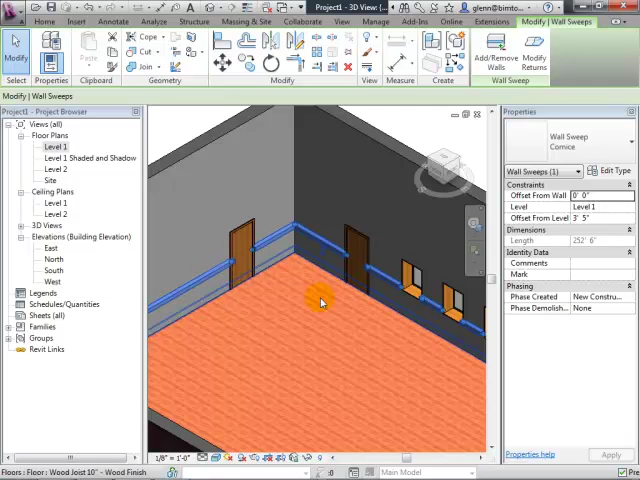 Project1 - 3D View: {...
glenn@bimto...
Home Insert Annotate Analyze Structure Massing & Site Collaborate View Manage Add-Ins Online Extensions Modify | Wall Sweeps
Modify
Properties
Paste
Cope
Cut
Join
Add/Remove Walls
Modify Returns
Select Properties Clipboard Geometry Modify View Measure Create Wall Sweep
Modify | Wall Sweeps
Project1 - Project Browser
Views (all)
Floor Plans
Level 1
Level 1 Shaded and Shadow
Level 2
Site
Ceiling Plans
Level 1
Level 2
3D Views
Elevations (Building Elevation)
East
North
South
West
Legends
Schedules/Quantities
Sheets (all)
Families
Groups
Revit Links
Properties
Wall Sweep
Cornice
Wall Sweeps (1)
Edit Type
Constraints
Offset From Wall 0' 0"
Level Level 1
Offset From Level 3' 5"
Dimensions
Length 252' 6"
Identity Data
Comments
Mark
Phasing
Phase Created New Constru...
Phase Demolish... None
Properties help
Apply
1/8" = 1'-0"
Floors : Floor : Wood Joist 10" - Wood Finish
:0
Main Model
Pre